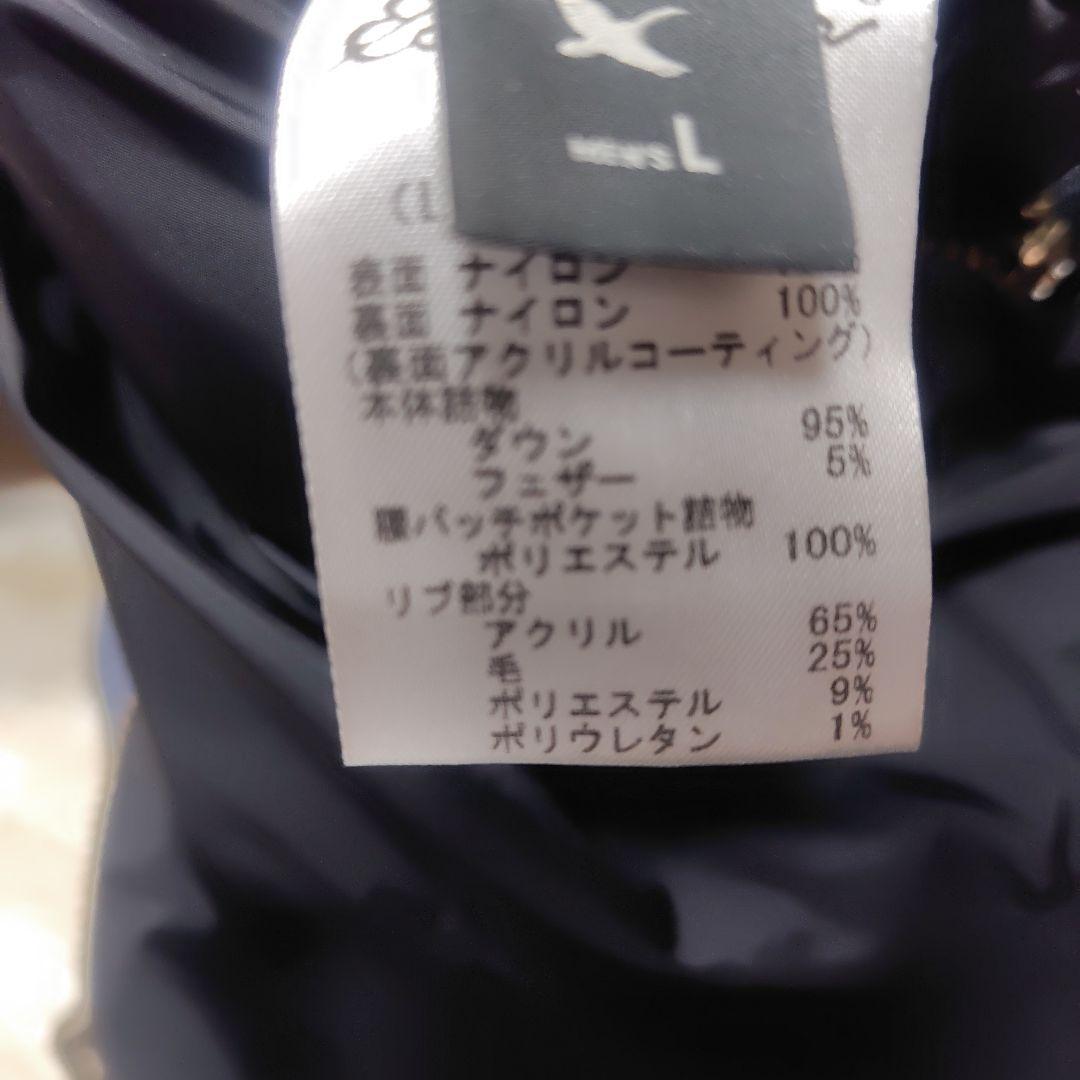 MEN'S L
(L
表面 ナイロン
裏面 ナイロン 100%
(裏面アクリルコーティング)
本体詰物
ダウン 95%
フェザー 5%
腰パッチポケット詰物
ポリエステル 100%
リブ部分
アクリル 65%
毛 25%
ポリエステル 9%
ポリウレタン 1%